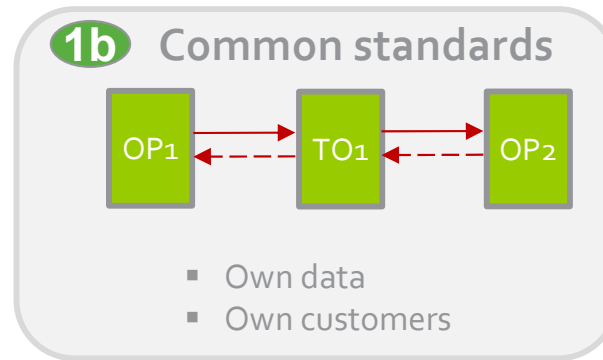 1b Common standards
OP1 TO1 OP2
▪ Own data
▪ Own customers